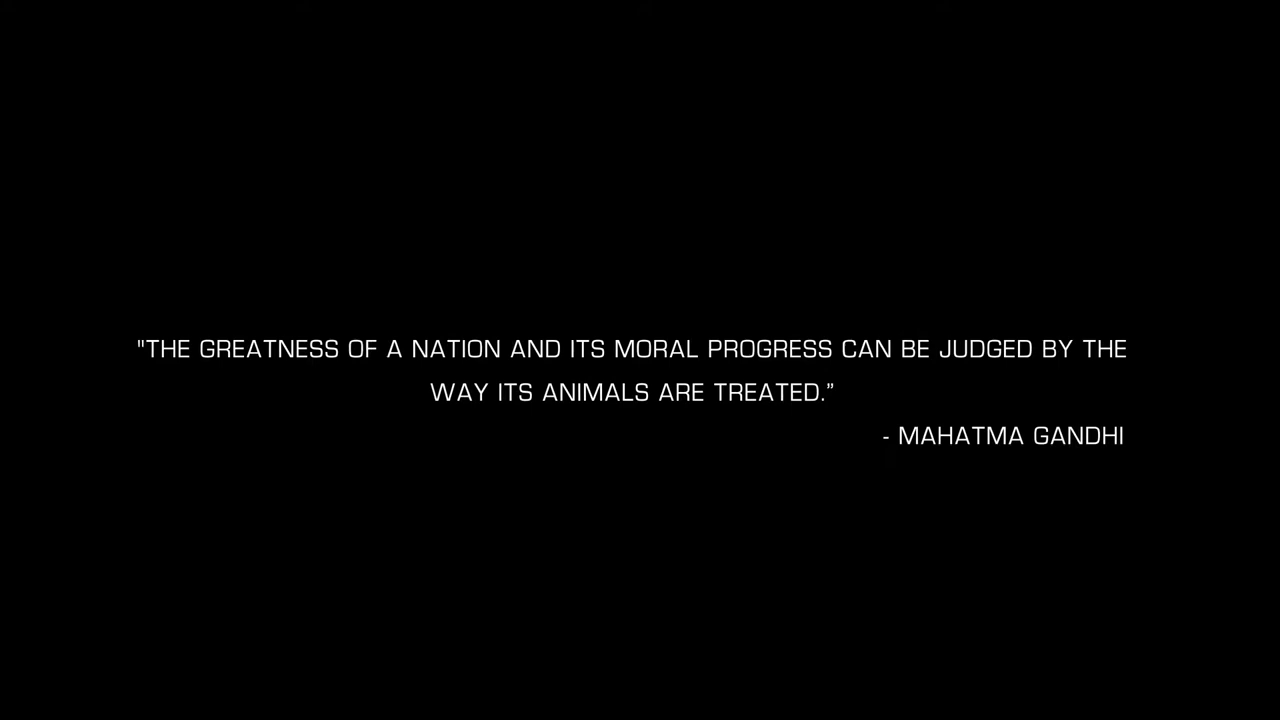 "THE GREATNESS OF A NATION AND ITS MORAL PROGRESS CAN BE JUDGED BY THE
WAY ITS ANIMALS ARE TREATED.”
- MAHATMA GANDHI